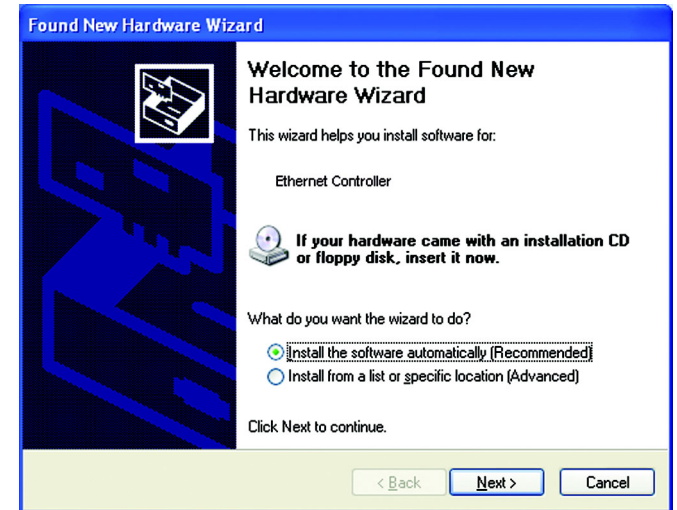 Found New Hardware Wizard
Welcome to the Found New
Hardware Wizard
This wizard helps you install software for:
Ethernet Controller
If your hardware came with an installation CD
or floppy disk, insert it now.
What do you want the wizard to do?
Install the software automatically (Recommended)
Install from a list or specific location (Advanced)
Click Next to continue.
< Back
Next >
Cancel